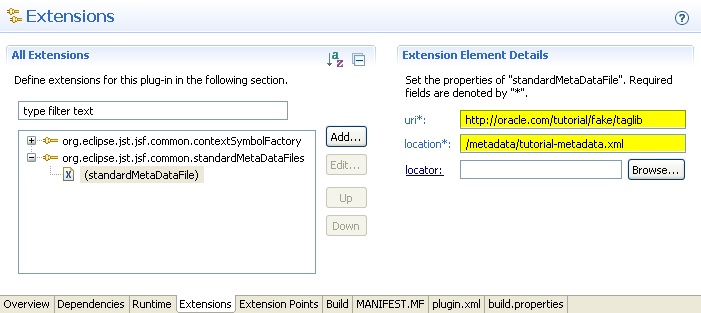 Extensions
All Extensions
Define extensions for this plug-in in the following section.
type filter text
org.eclipse.jst.jsf.common.contextSymbolFactory
org.eclipse.jst.jsf.common.standardMetaDataFiles
(standardMetaDataFile)
Add...
Edit...
Up
Down
Extension Element Details
Set the properties of "standardMetaDataFile". Required
fields are denoted by "*".
uri*: http://oracle.com/tutorial/fake/taglib
location*: /metadata/tutorial-metadata.xml
locator: Browse...
Overview Dependencies Runtime Extensions Extension Points Build MANIFEST.MF plugin.xml build.properties